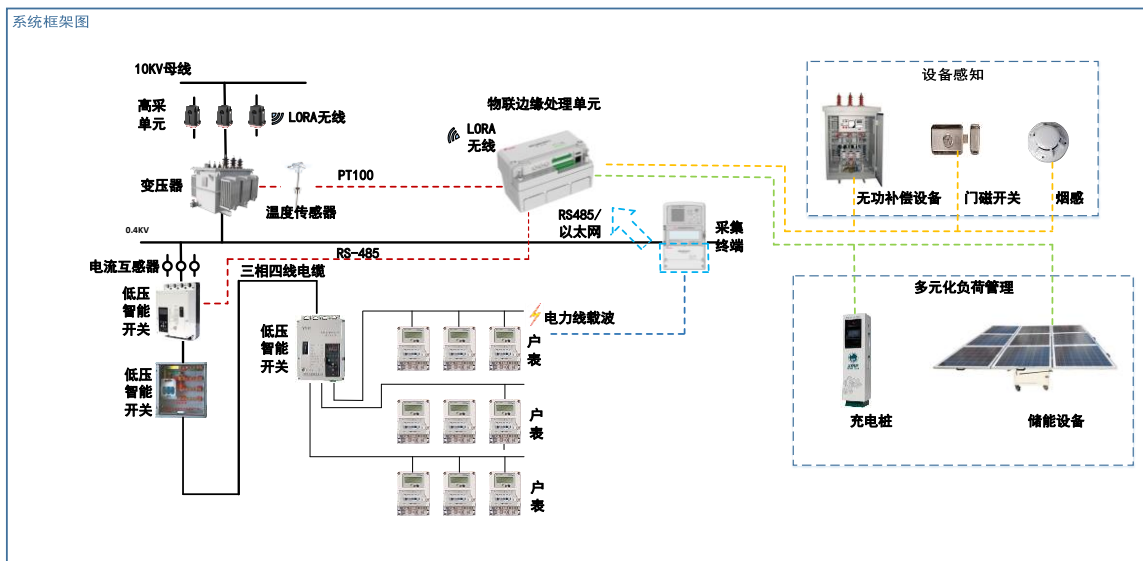 系统框架图
10KV母线
高采
单元
LORA无线
变压器
温度传感器
PT100
LORA
无线
物联边缘处理单元
RS485/
以太网
采集
终端
0.4KV
RS-485
电流互感器
三相四线电缆
低压
智能
开关
低压
智能
开关
低压
智能
开关
电力线载波
户
表
户
表
户
表
设备感知
无功补偿设备
门磁开关
烟感
多元化负荷管理
充电桩
储能设备